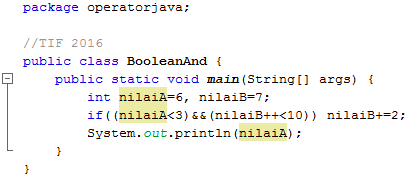 package operatorjava;
//TIF 2016
public class BooleanAnd {
public static void main(String[] args) {
int nilaiA=6, nilaiB=7;
if((nilaiA<3)&&(nilaiB++<10)) nilaiB+=2;
System.out.println(nilaiA);
}
}